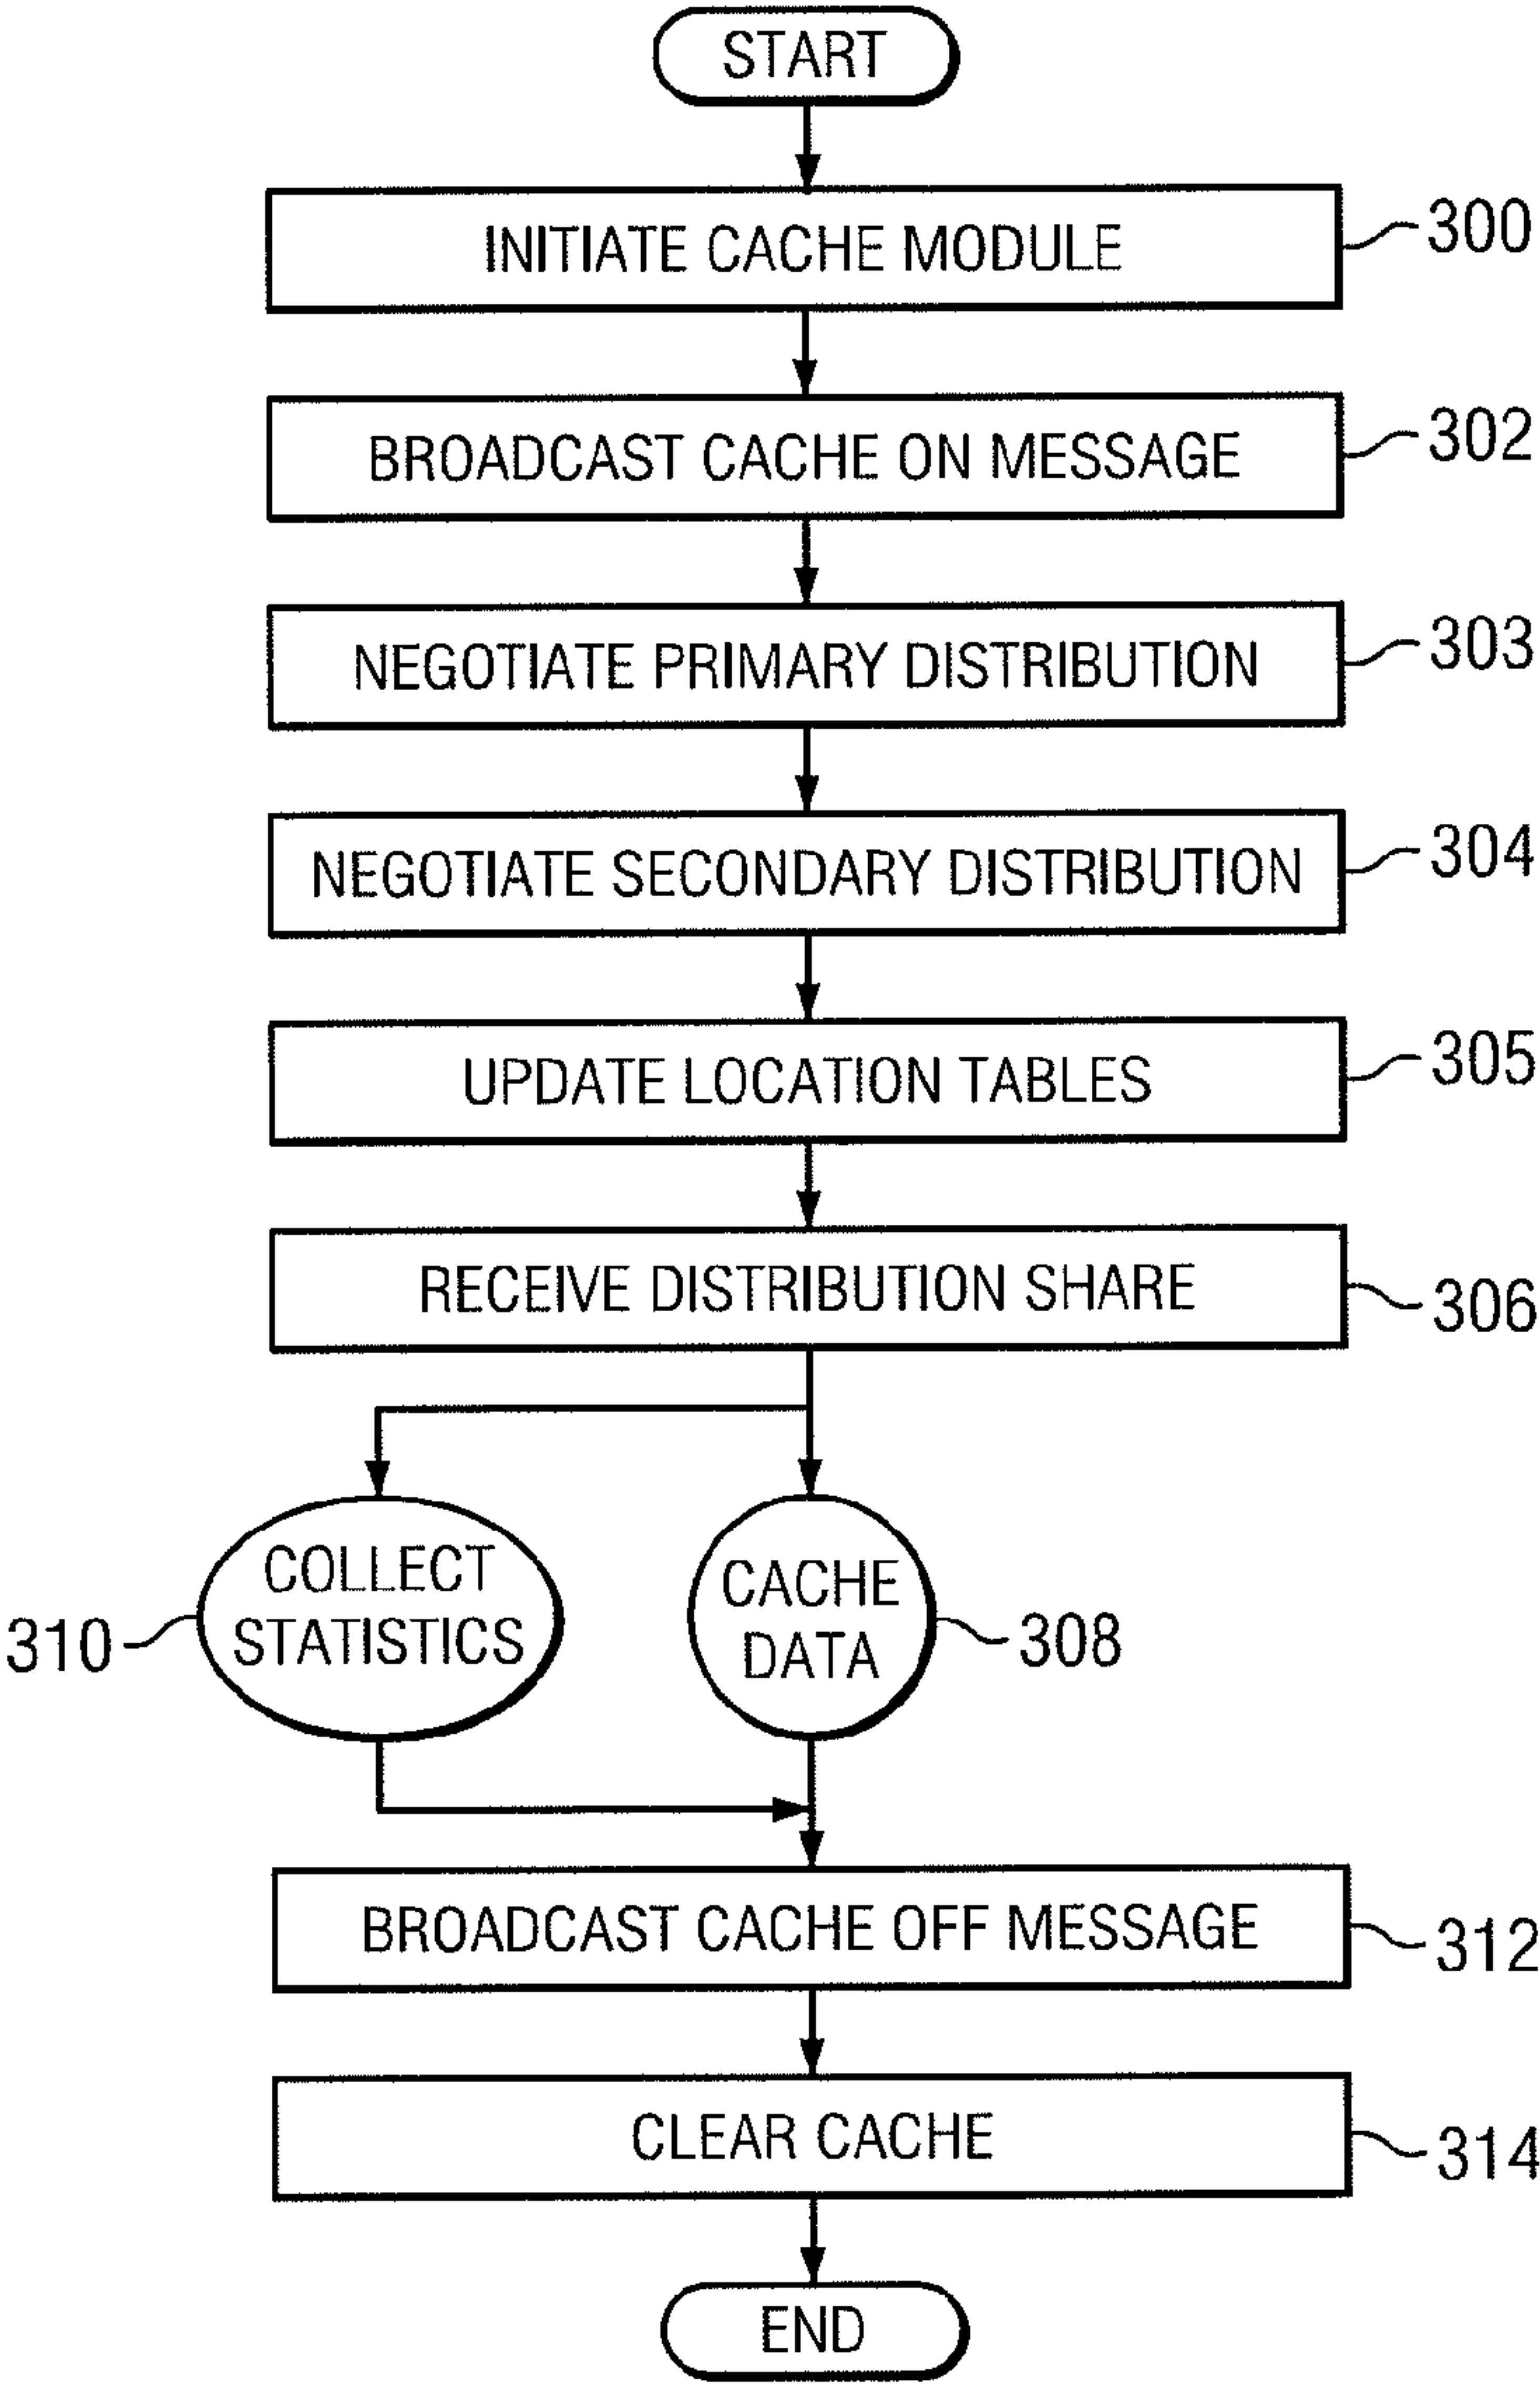 START
INITIATE CACHE MODULE
300
BROADCAST CACHE ON MESSAGE
302
NEGOTIATE PRIMARY DISTRIBUTION
303
NEGOTIATE SECONDARY DISTRIBUTION
304
UPDATE LOCATION TABLES
305
RECEIVE DISTRIBUTION SHARE
306
COLLECT
STATISTICS
310
CACHE
DATA
308
BROADCAST CACHE OFF MESSAGE
312
CLEAR CACHE
314
END